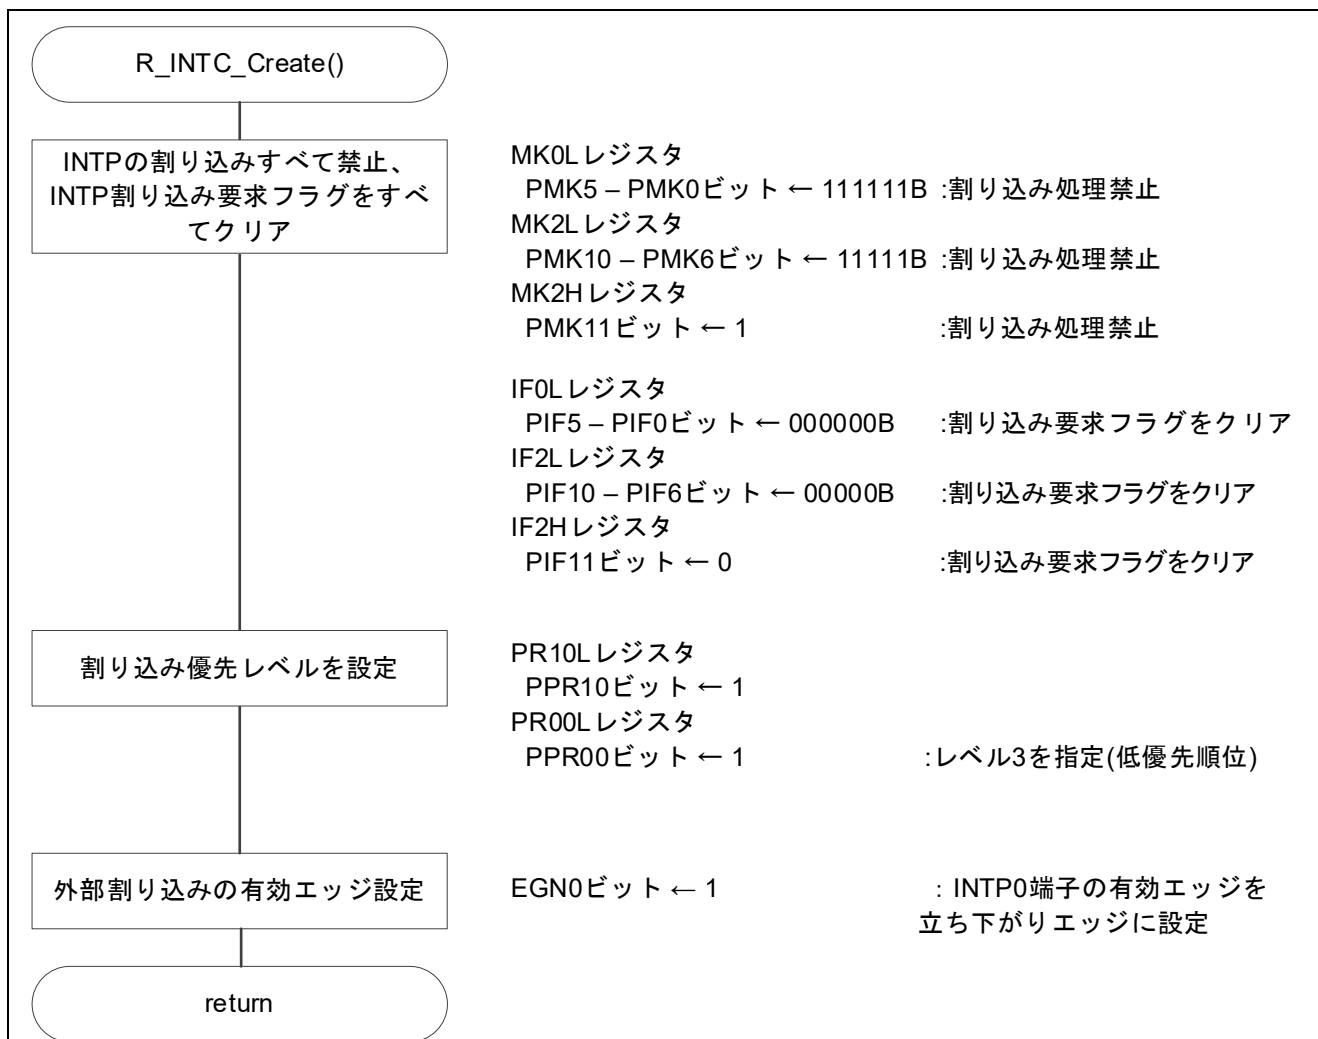 R_INTC_Create()
INTPの割り込みすべて禁止、
INTP割り込み要求フラグをすべ
てクリア
MK0Lレジスタ
PMK5 – PMK0ビット ← 111111B :割り込み処理禁止
MK2Lレジスタ
PMK10 – PMK6ビット ← 11111B :割り込み処理禁止
MK2Hレジスタ
PMK11ビット ← 1 :割り込み処理禁止
IF0Lレジスタ
PIF5 – PIF0ビット ← 000000B :割り込み要求フラグをクリア
IF2Lレジスタ
PIF10 – PIF6ビット ← 00000B :割り込み要求フラグをクリア
IF2Hレジスタ
PIF11ビット ← 0 :割り込み要求フラグをクリア
割り込み優先レベルを設定
PR10Lレジスタ
PPR10ビット ← 1
PR00Lレジスタ
PPR00ビット ← 1 :レベル3を指定(低優先順位)
外部割り込みの有効エッジ設定
EGN0ビット ← 1 : INTP0端子の有効エッジを
立ち下がりエッジに設定
return